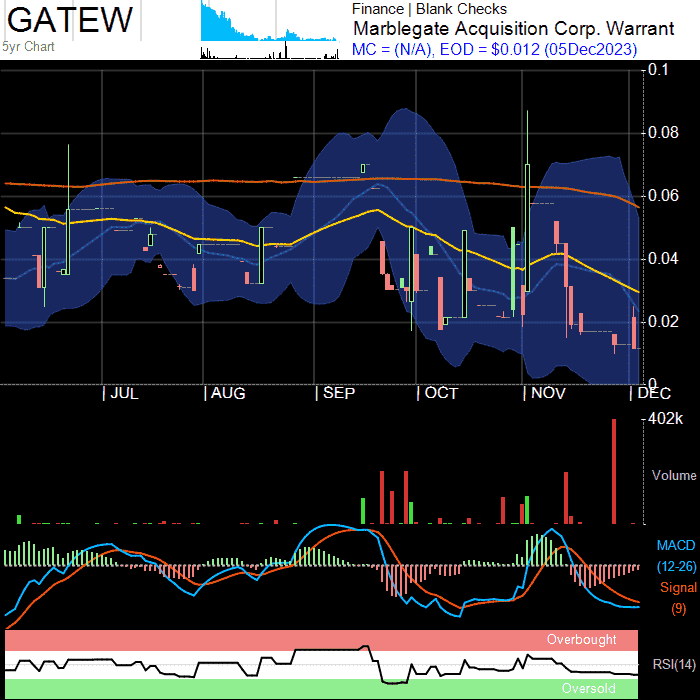 GATEW
5yr Chart
Finance | Blank Checks
Marblegate Acquisition Corp. Warrant
MC = (N/A), EOD = $0.012 (05Dec2023)
0.1
0.08
0.06
0.04
0.02
0
| JUL | AUG | SEP | OCT | NOV | DEC
402k
Volume
MACD
(12-26)
Signal
(9)
Overbought
RSI(14)
Oversold